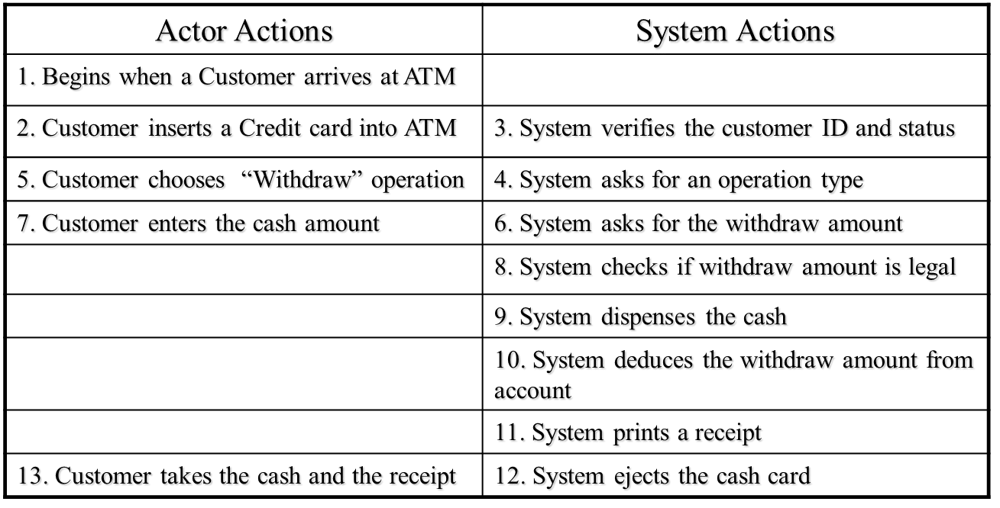 Actor Actions
System Actions
1. Begins when a Customer arrives at ATM
2. Customer inserts a Credit card into ATM
3. System verifies the customer ID and status
5. Customer chooses “Withdraw” operation
4. System asks for an operation type
7. Customer enters the cash amount
6. System asks for the withdraw amount
8. System checks if withdraw amount is legal
9. System dispenses the cash
10. System deduces the withdraw amount from
account
11. System prints a receipt
13. Customer takes the cash and the receipt
12. System ejects the cash card